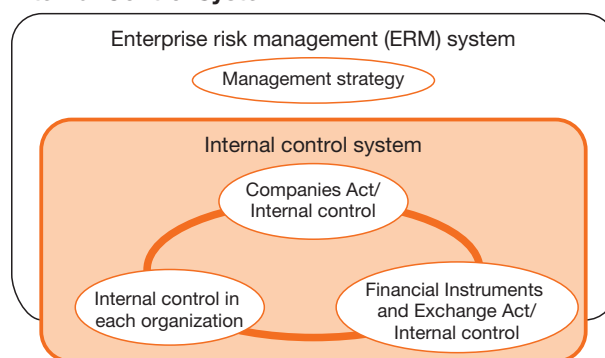 Enterprise risk management (ERM) system
Management strategy
Internal control system
Companies Act/
Internal control
Internal control in
each organization
Financial Instruments
and Exchange Act/
Internal control